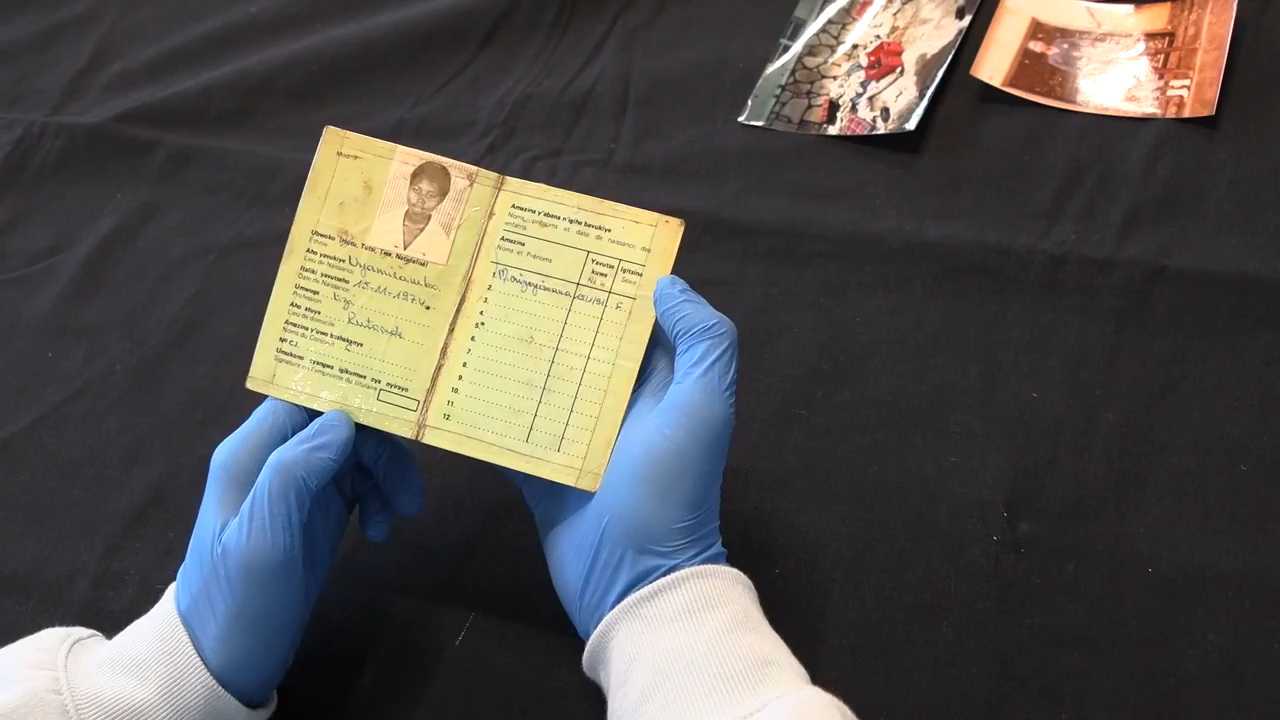 Ubwoko (Hutu, Tutsi, Twa, Naturalisé)
Ethnie
Aho yavukiye Nyamirambo.
Lieu de Naissance
Italiki yavutseho 15-11-1974.
Date de Naissance
Umwuga
Profession
Aho atuye
Lieu de domicile
Amazina y'uwo bashakanye
Noms du Conjoint
No C.I.
Umukono cyangwa igikumwe cya nyirayo
Signature ou l'empreinte du titulaire
Amazina y'abana n'igihe bavukiye
Noms, prénoms et date de naissance des
enfants.
Amazina
Noms et Prénoms
Yavutse
kuwa
Né le
Igitsina
Sexe
1. 15/1/91 F.
2.
3.
4.
5.
6.
7.
8.
9.
10.
11.
12.